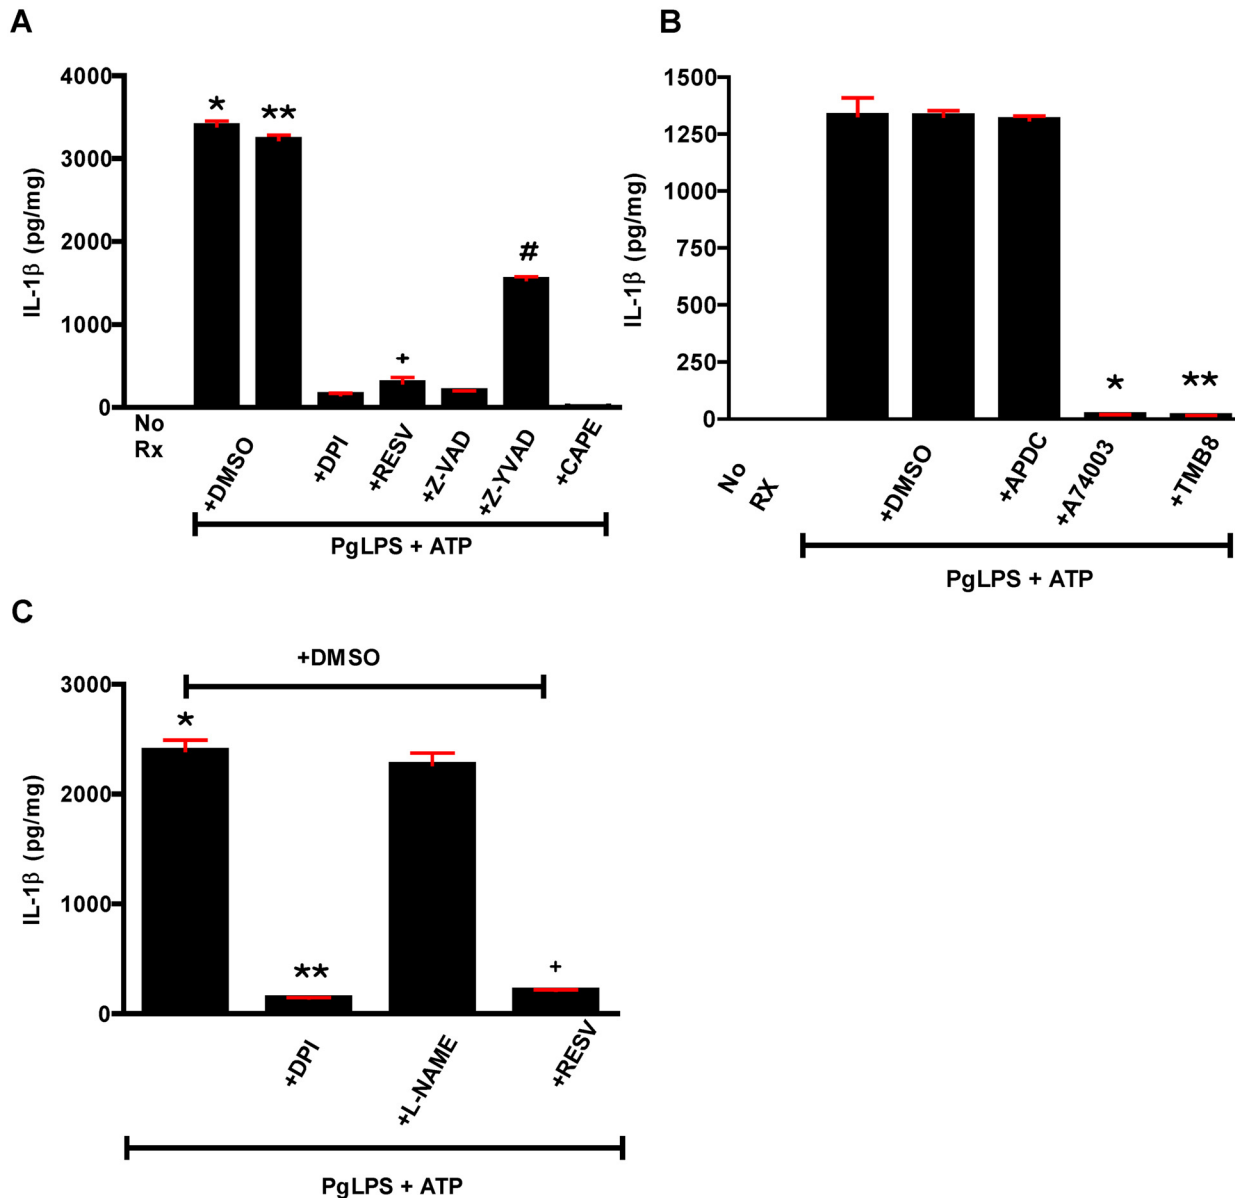 A
IL-1β (pg/mg)
4000
3000
2000
1000
0
*
**
+
#
No
Rx
+DMSO
+DPI
+RESV
+Z-VAD
+Z-YVAD
+CAPE
PgLPS + ATP
B
IL-1β (pg/mg)
1500
1250
1000
750
500
250
0
*
**
No
RX
+DMSO
+APDC
+A74003
+TMB8
PgLPS + ATP
C
+DMSO
IL-1β (pg/mg)
3000
2000
1000
0
*
**
+
+DPI
+L-NAME
+RESV
PgLPS + ATP